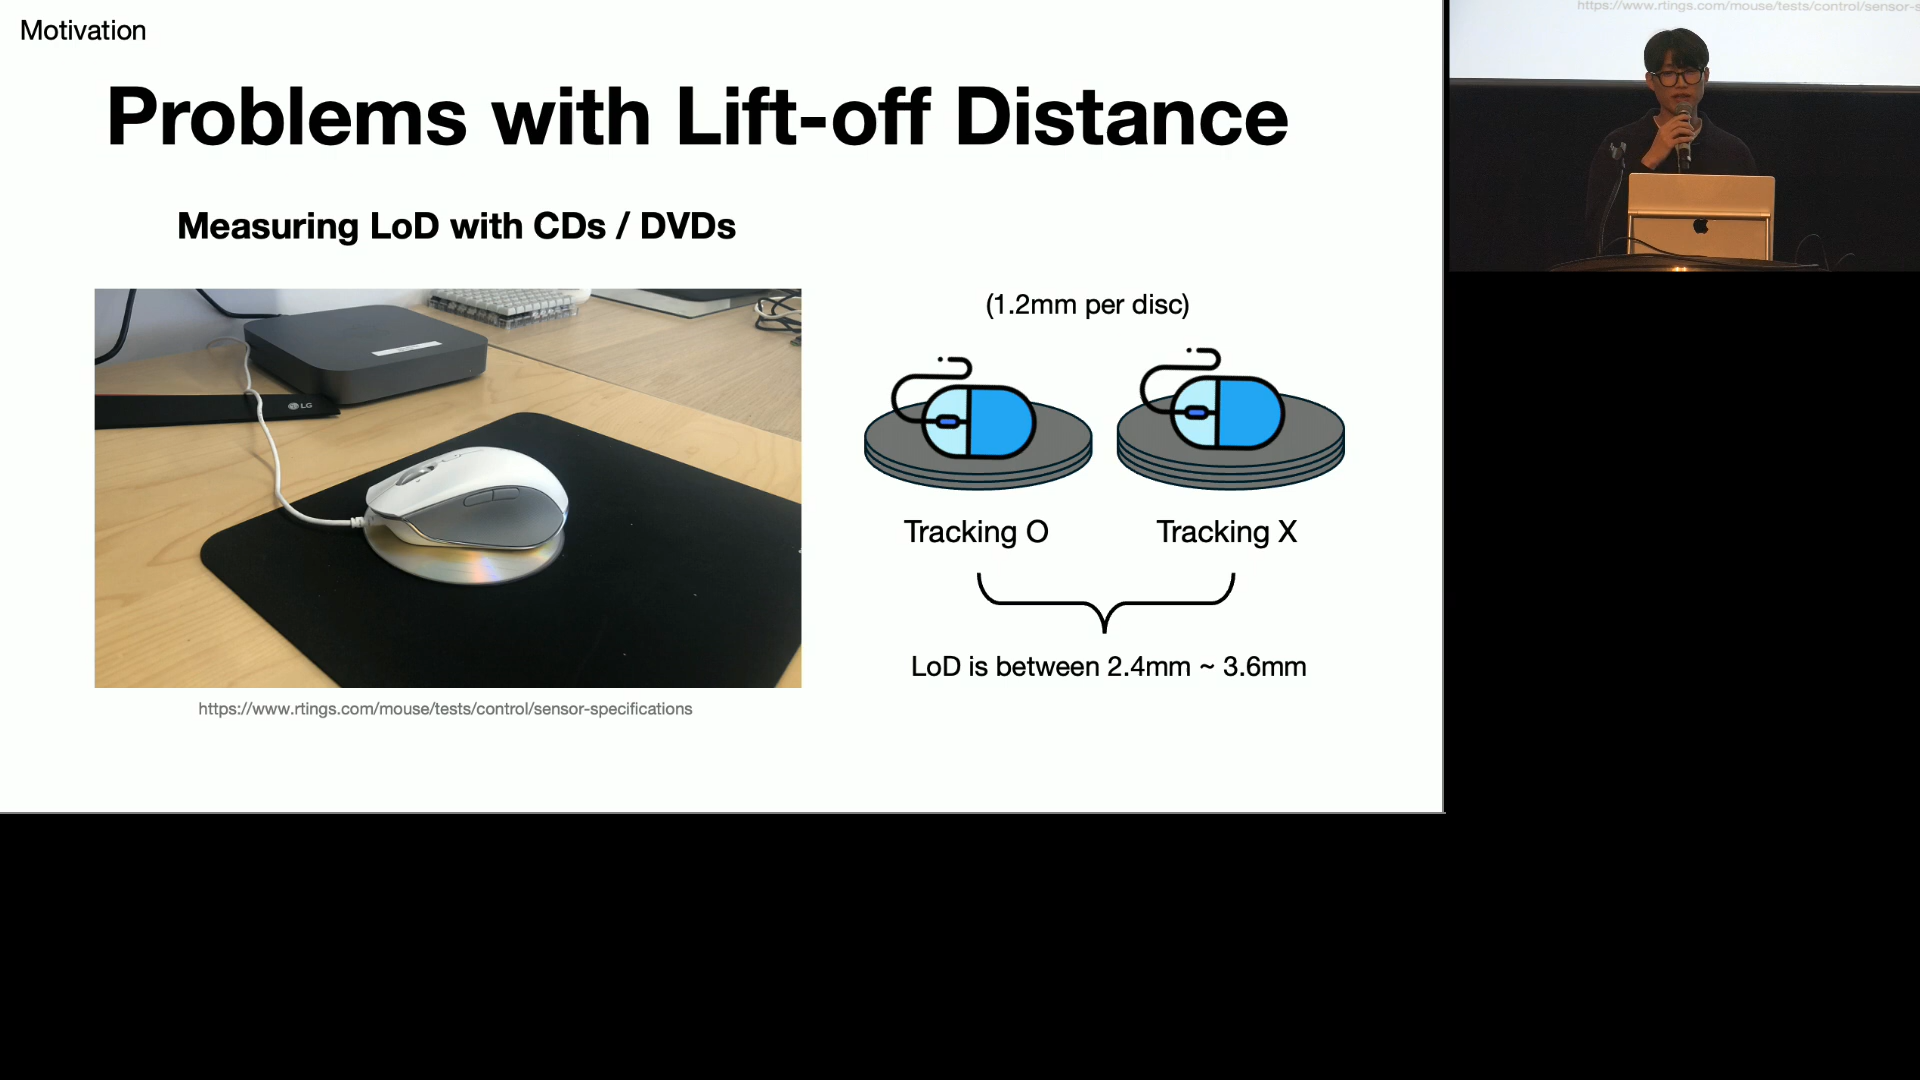 Motivation
Problems with Lift-off Distance
Measuring LoD with CDs / DVDs
(1.2mm per disc)
LG
Tracking O
Tracking X
LoD is between 2.4mm ~ 3.6mm
https://www.rtings.com/mouse/tests/control/sensor-specifications
https://www.rtings.com/mouse/tests/control/sensor-s